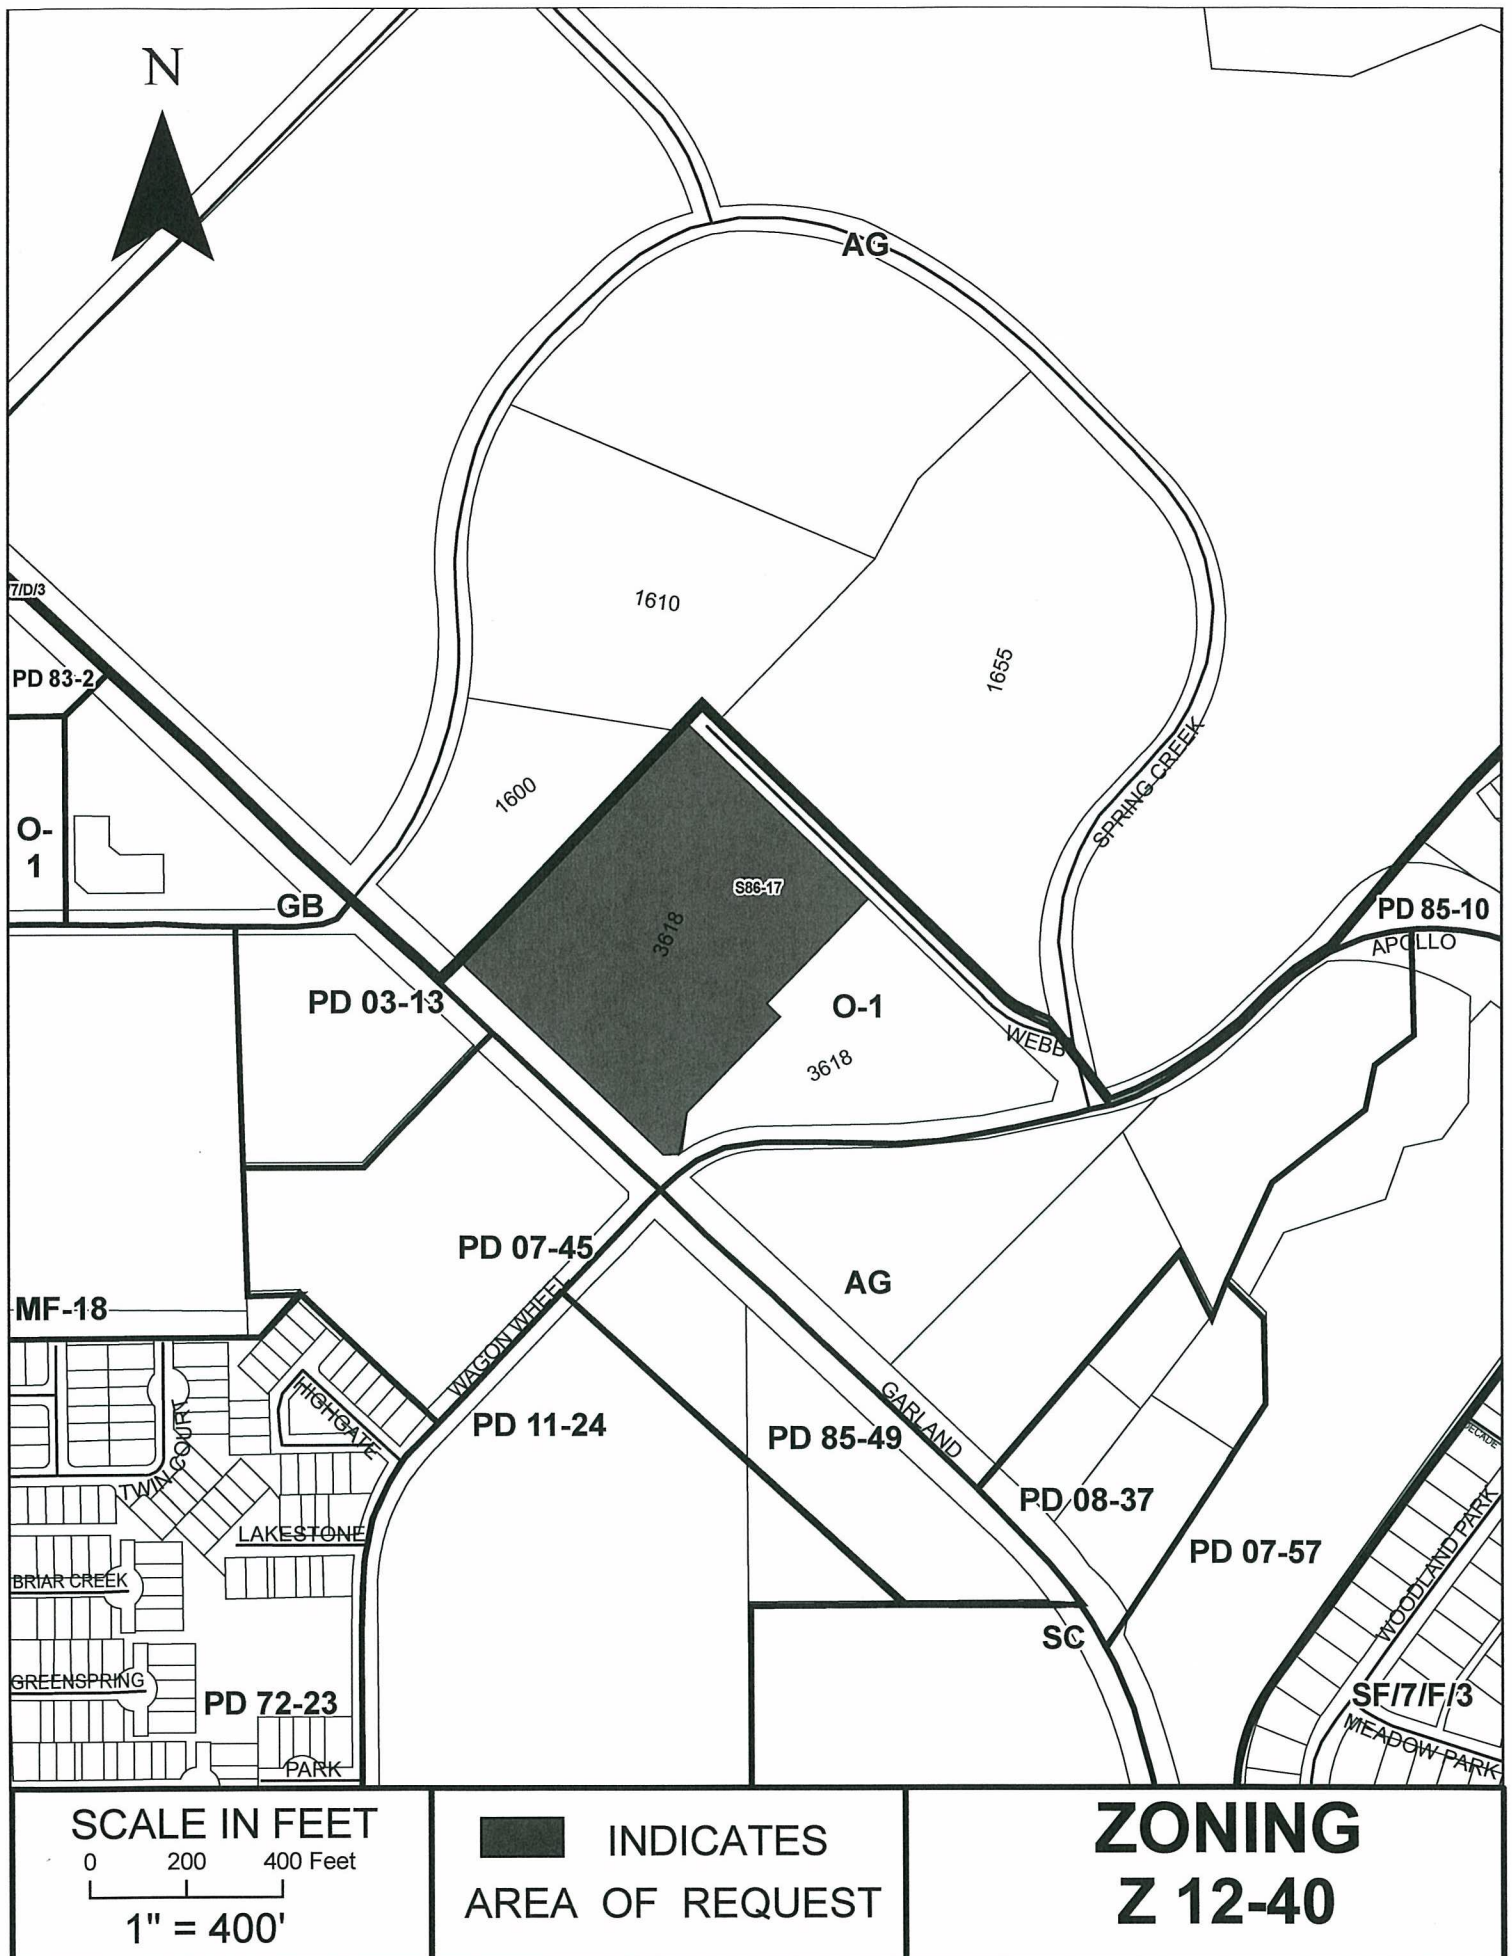 N
AG
7/D/3
1610
PD 83-2
1655
SPRING CREEK
1600
O-
1
S86-17
GB
PD 85-10
3618
APOLLO
PD 03-13
O-1
WEBB
3618
PD 07-45
AG
MF-18
WAGON WHEEL
HIGHGATE
GARLAND
TWIN COURT
PD 11-24
PD 85-49
DECADE
PD 08-37
LAKESTONE
PD 07-57
WOODLAND PARK
BRIAR CREEK
SC
GREENSPRING
PD 72-23
SF/7/F/3
MEADOW PARK
PARK
SCALE IN FEET
0 200 400 Feet
1" = 400'
INDICATES
AREA OF REQUEST
ZONING
Z 12-40